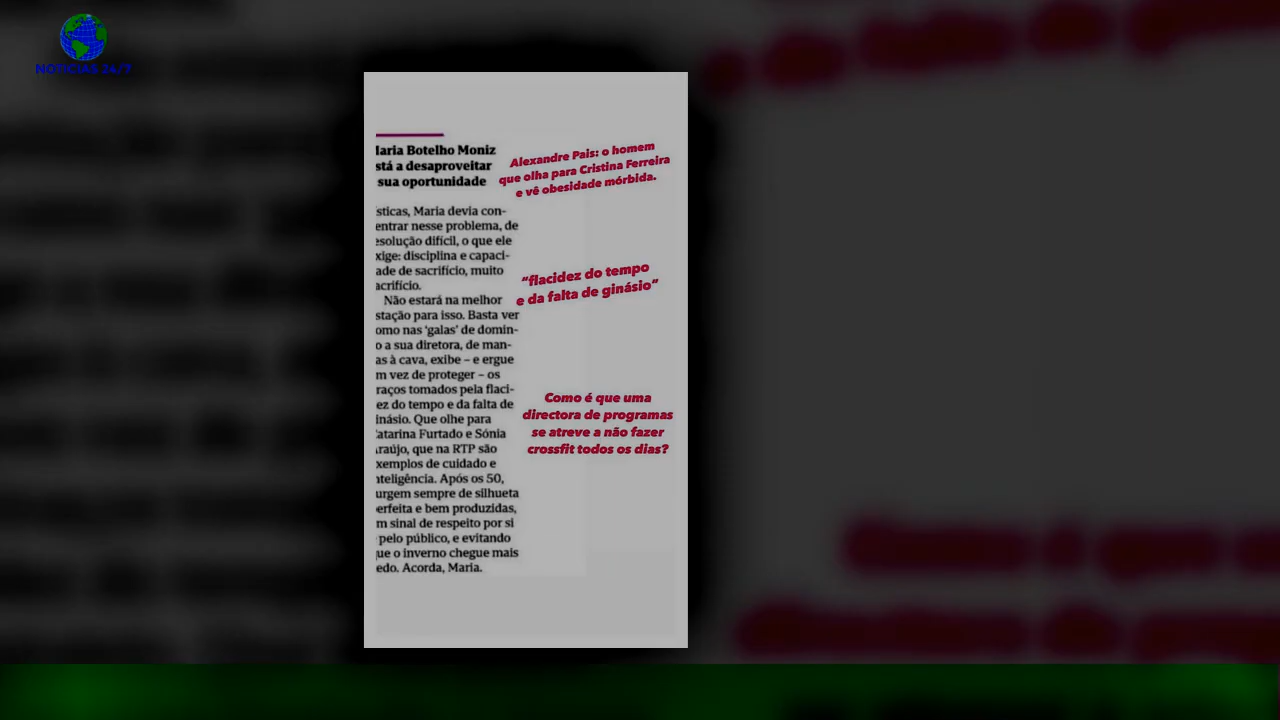 NOTICIAS 24/7
laria Botelho Moniz
stá a desaproveitar
sua oportunidade
sticas, Maria devia con-
entrar nesse problema, de
esolução difícil, o que ele
xige: disciplina e capaci-
ade de sacrifício, muito
acrifício.
Não estará na melhor
stação para isso. Basta ver
omo nas ‘galas’ de domin-
o a sua diretora, de man-
as à cava, exibe – e ergue
m vez de proteger – os
raços tomados pela flaci-
ez do tempo e da falta de
inásio. Que olhe para
atarina Furtado e Sónia
raújo, que na RTP são
xemplos de cuidado e
nteligência. Após os 50,
urgem sempre de silhueta
erfeita e bem produzidas,
m sinal de respeito por si
pelo público, e evitando
ue o inverno chegue mais
edo. Acorda, Maria.
Alexandre Pais: o homem
que olha para Cristina Ferreira
e vê obesidade mórbida.
“flacidez do tempo
e da falta de ginásio”
Como é que uma
directora de programas
se atreve a não fazer
crossfit todos os dias?